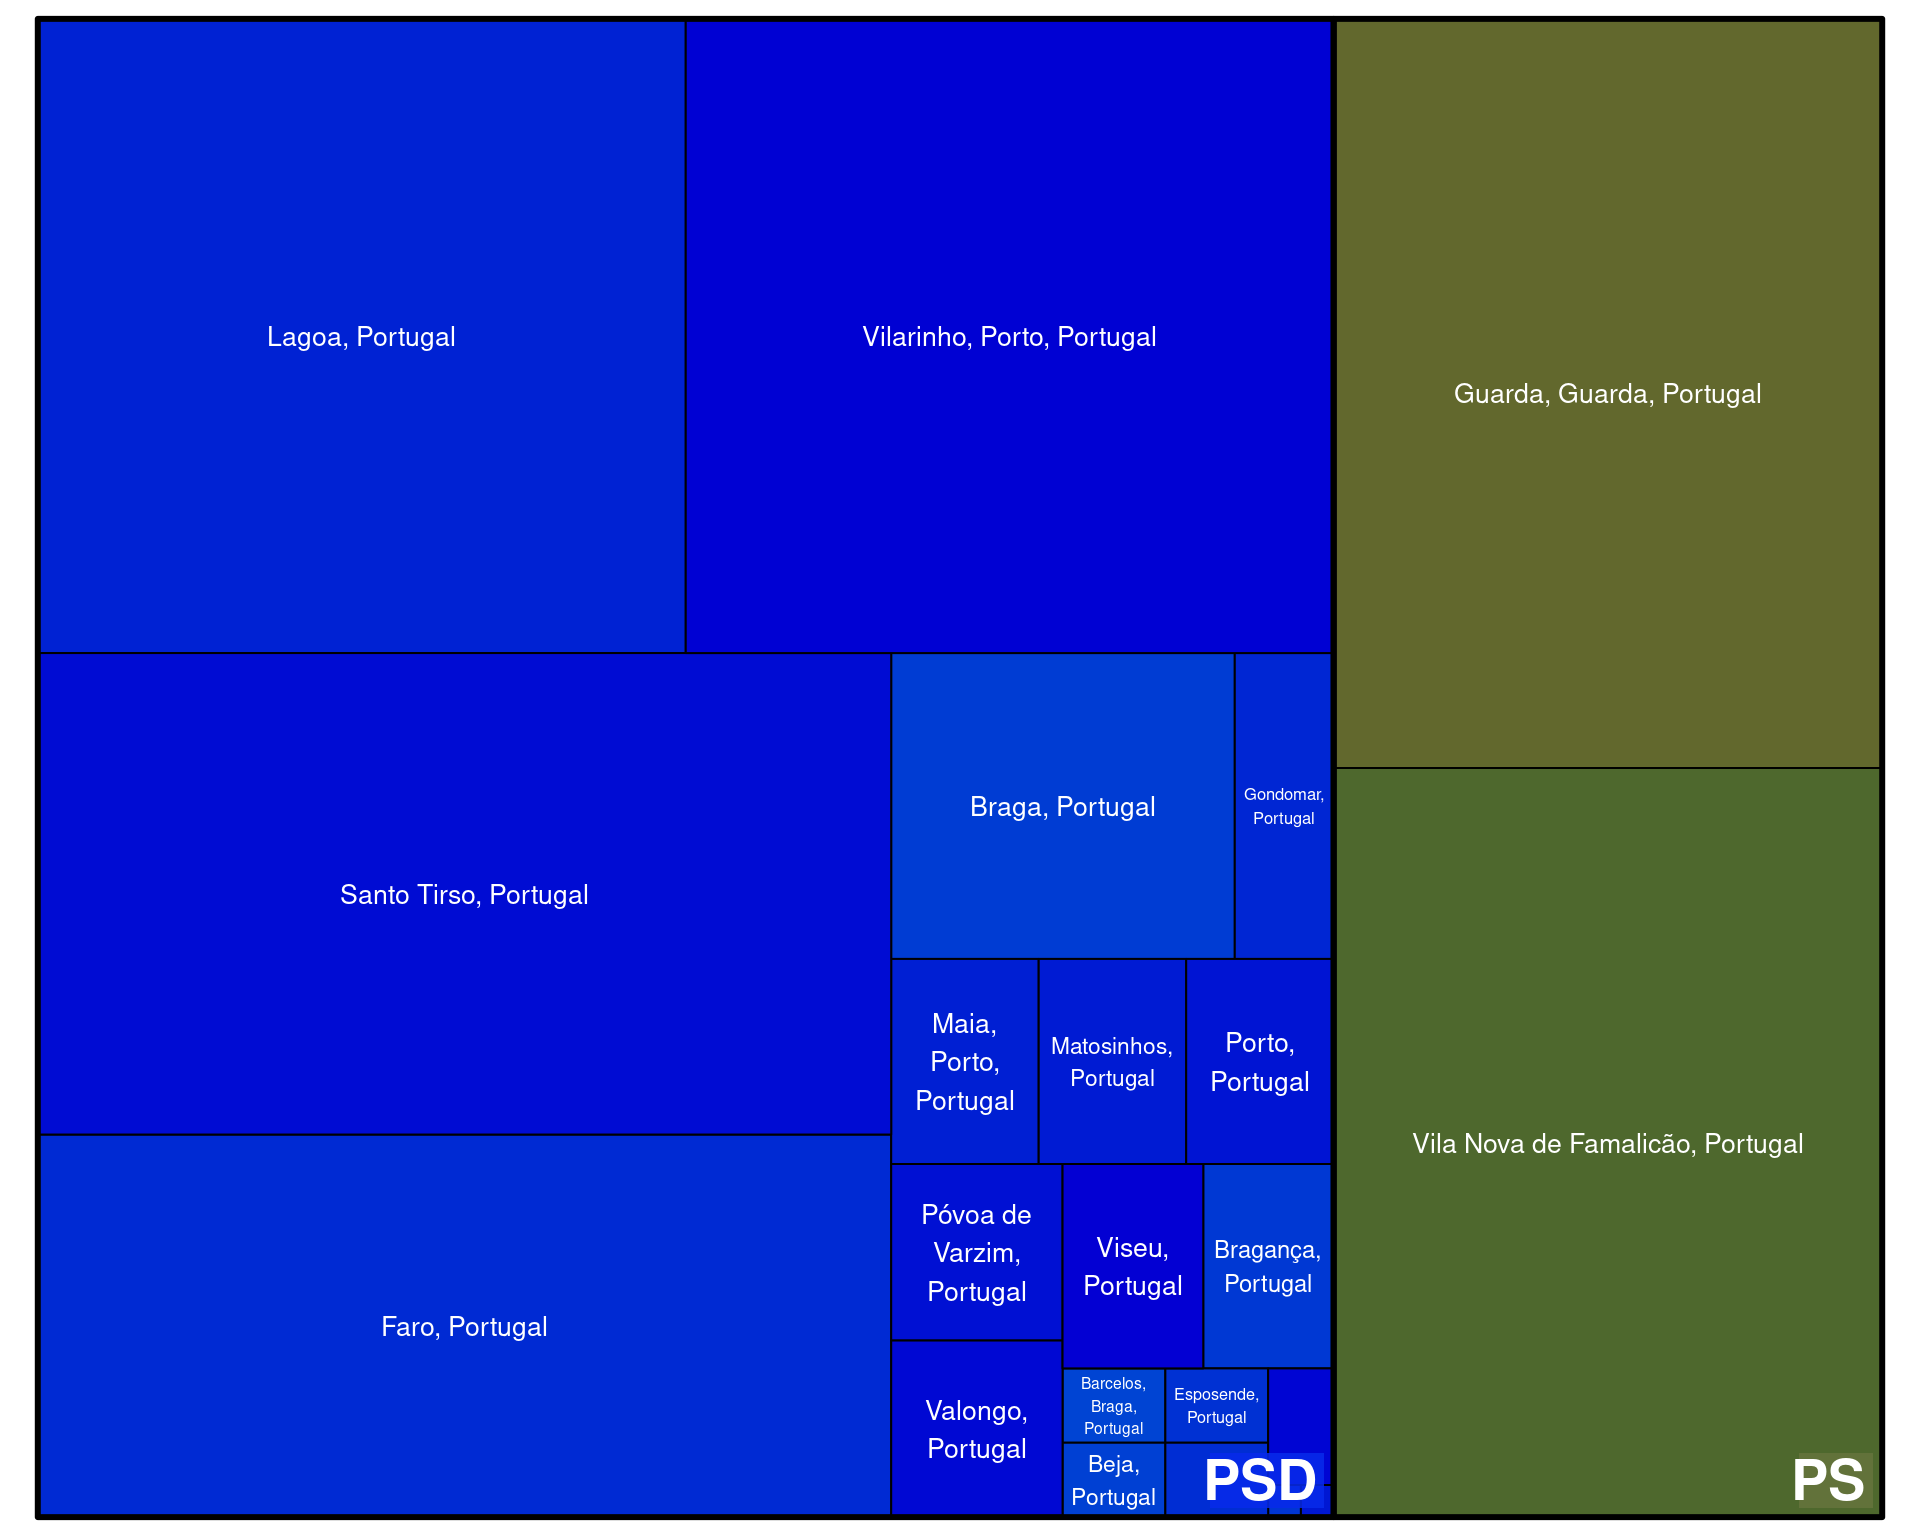 Lagoa, Portugal
Vilarinho, Porto, Portugal
Guarda, Guarda, Portugal
Santo Tirso, Portugal
Braga, Portugal
Gondomar,
Portugal
Maia,
Porto,
Portugal
Matosinhos,
Portugal
Porto,
Portugal
Vila Nova de Famalicão, Portugal
Póvoa de
Varzim,
Portugal
Viseu,
Portugal
Bragança,
Portugal
Faro, Portugal
Valongo,
Portugal
Barcelos,
Braga,
Portugal
Esposende,
Portugal
Beja,
Portugal
PSD
PS